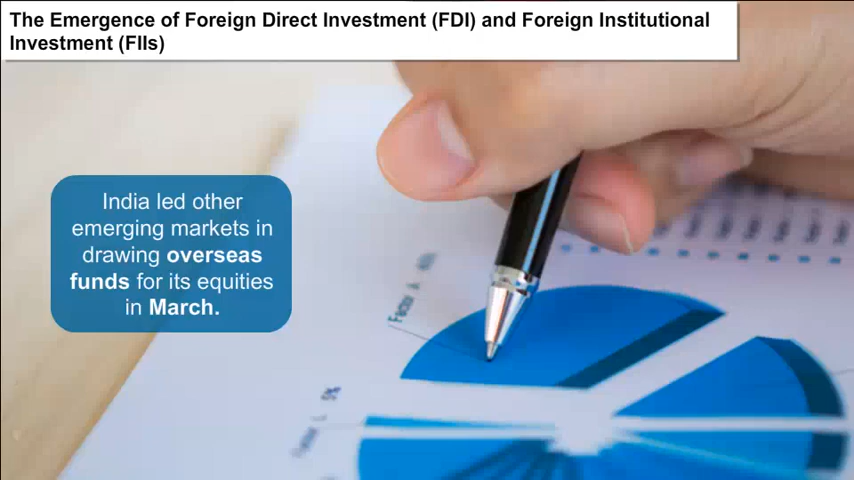 The Emergence of Foreign Direct Investment (FDI) and Foreign Institutional
Investment (FIIs)
India led other
emerging markets in
drawing overseas
funds for its equities
in March.